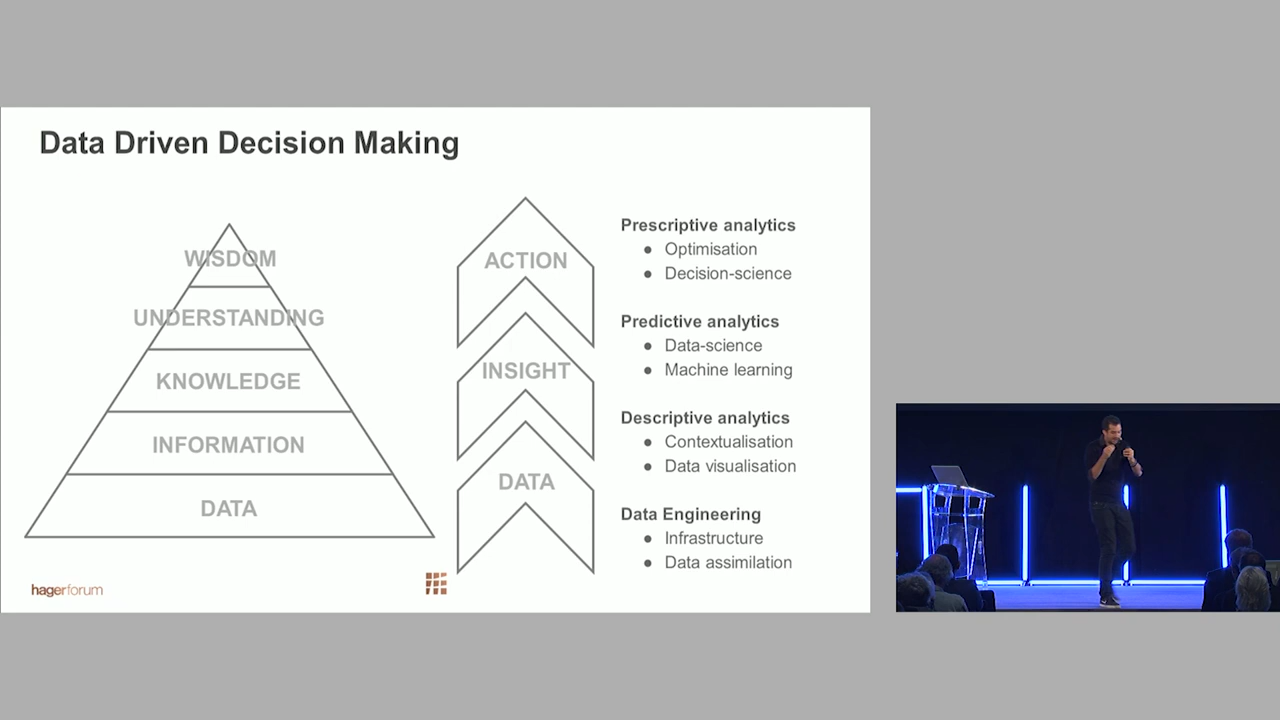 Data Driven Decision Making
WISDOM
UNDERSTANDING
KNOWLEDGE
INFORMATION
DATA
ACTION
INSIGHT
DATA
Prescriptive analytics
● Optimisation
● Decision-science
Predictive analytics
● Data-science
● Machine learning
Descriptive analytics
● Contextualisation
● Data visualisation
Data Engineering
● Infrastructure
● Data assimilation
hagerforum